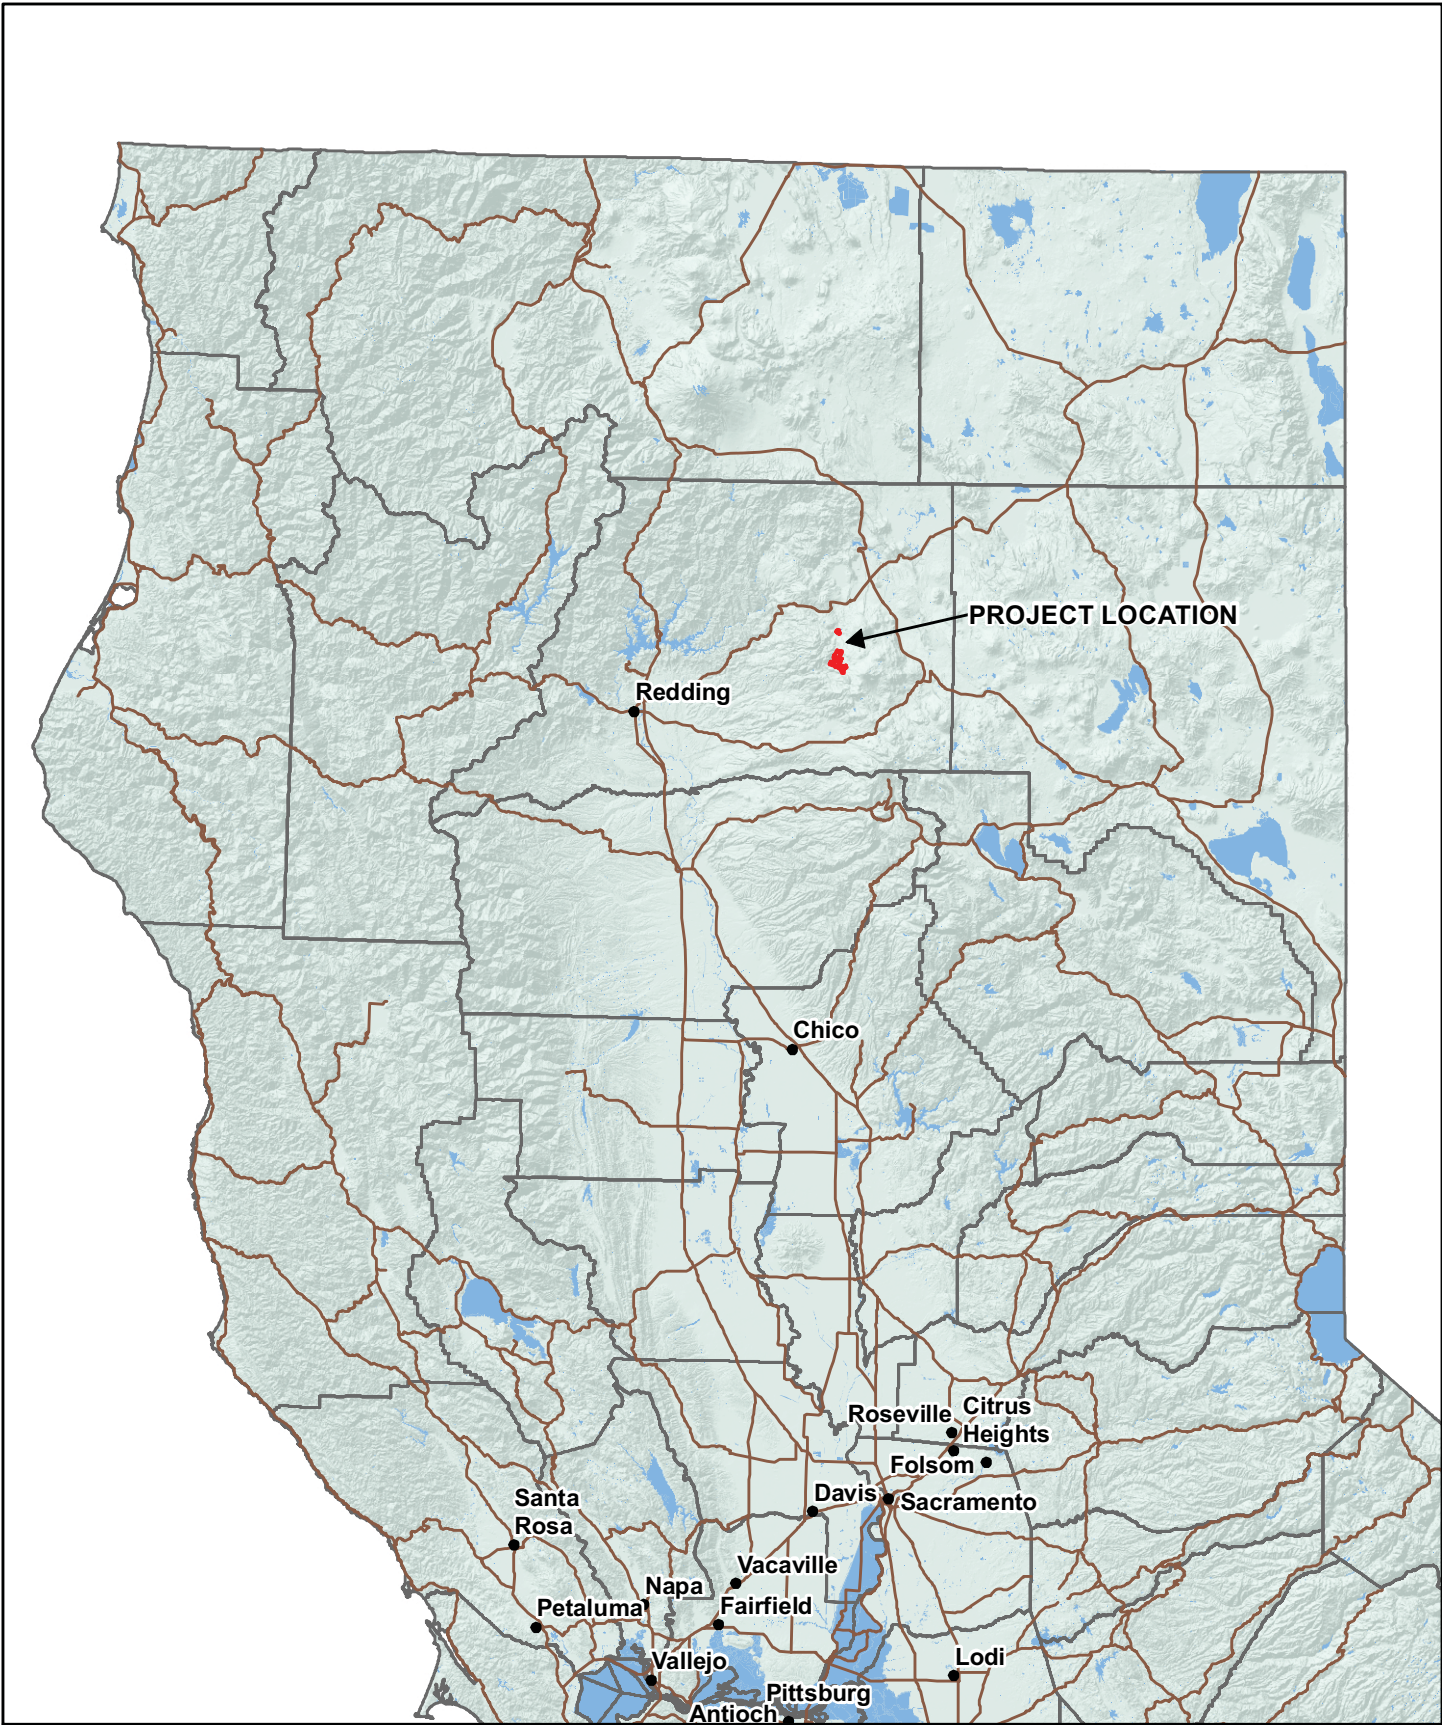 PROJECT LOCATION
Redding
Chico
Roseville
Citrus
Heights
Folsom
Davis
Sacramento
Santa
Rosa
Vacaville
Napa
Petaluma
Fairfield
Vallejo
Lodi
Pittsburg
Antioch